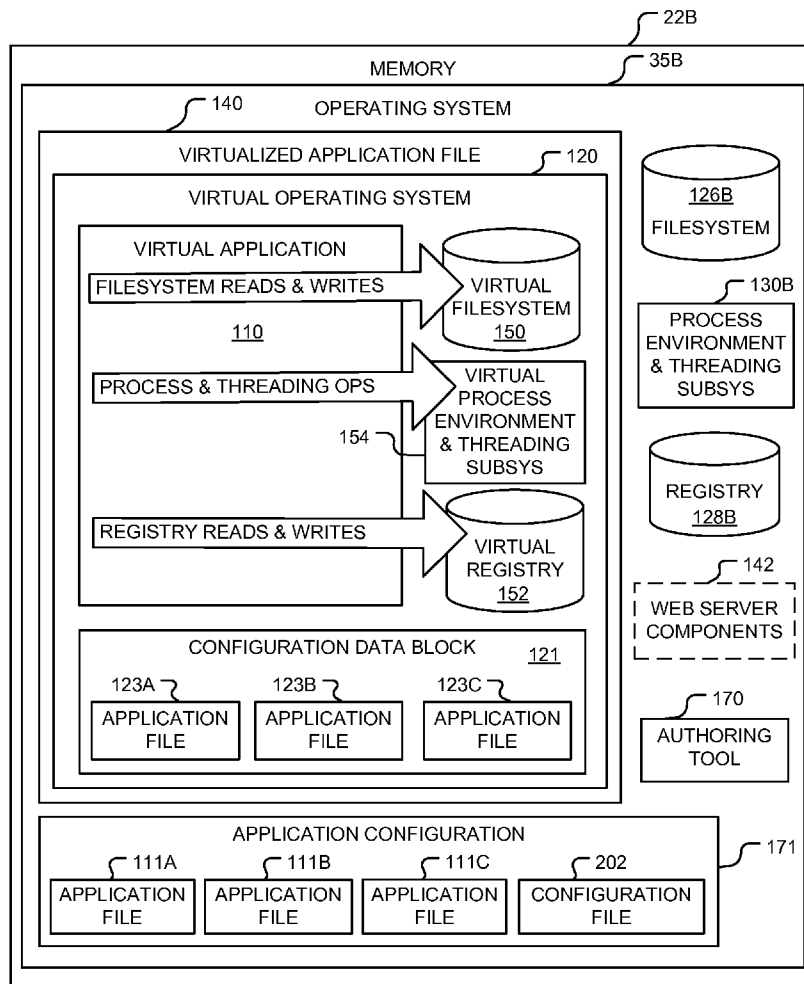 22B
MEMORY
35B
OPERATING SYSTEM
140
VIRTUALIZED APPLICATION FILE
120
VIRTUAL OPERATING SYSTEM
VIRTUAL APPLICATION
FILESYSTEM READS & WRITES
110
VIRTUAL
FILESYSTEM
150
PROCESS & THREADING OPS
VIRTUAL
PROCESS
ENVIRONMENT
& THREADING
SUBSYS
154
REGISTRY READS & WRITES
VIRTUAL
REGISTRY
152
CONFIGURATION DATA BLOCK
121
123A
APPLICATION
FILE
123B
APPLICATION
FILE
123C
APPLICATION
FILE
126B
FILESYSTEM
130B
PROCESS
ENVIRONMENT
& THREADING
SUBSYS
REGISTRY
128B
142
WEB SERVER
COMPONENTS
170
AUTHORING
TOOL
APPLICATION CONFIGURATION
171
111A
APPLICATION
FILE
111B
APPLICATION
FILE
111C
APPLICATION
FILE
202
CONFIGURATION
FILE